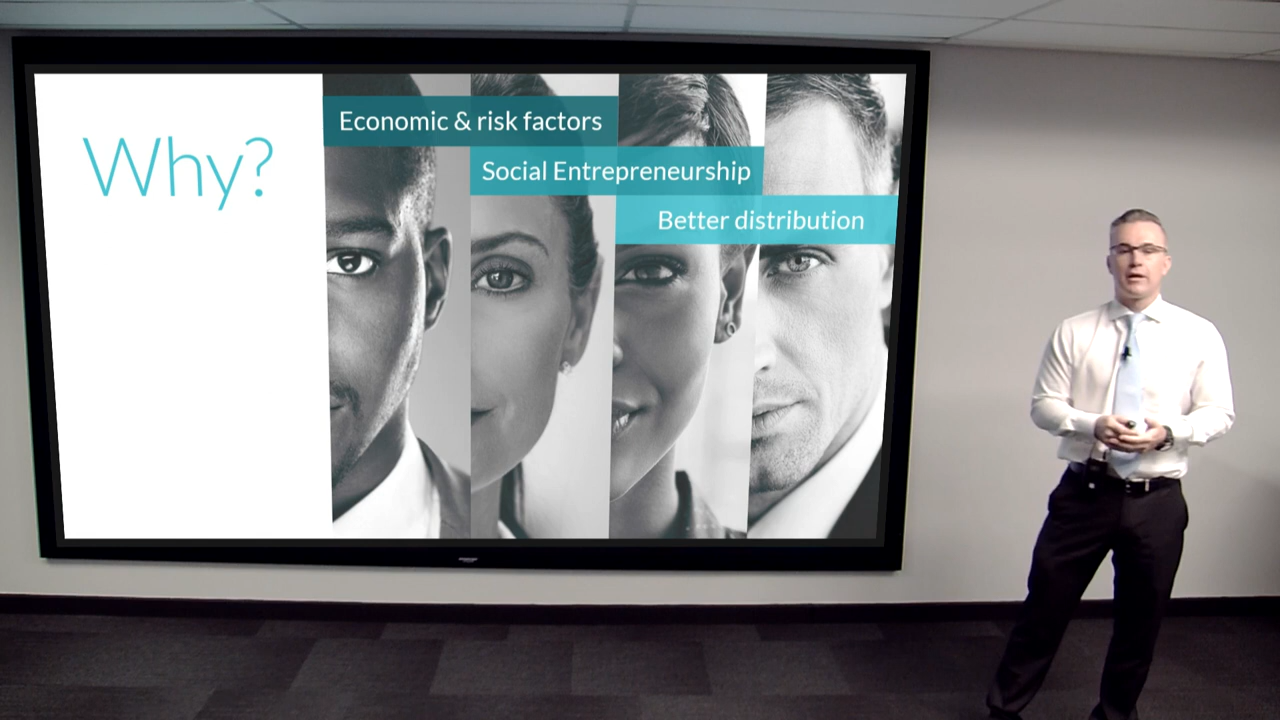 Why?
Economic & risk factors
Social Entrepreneurship
Better distribution